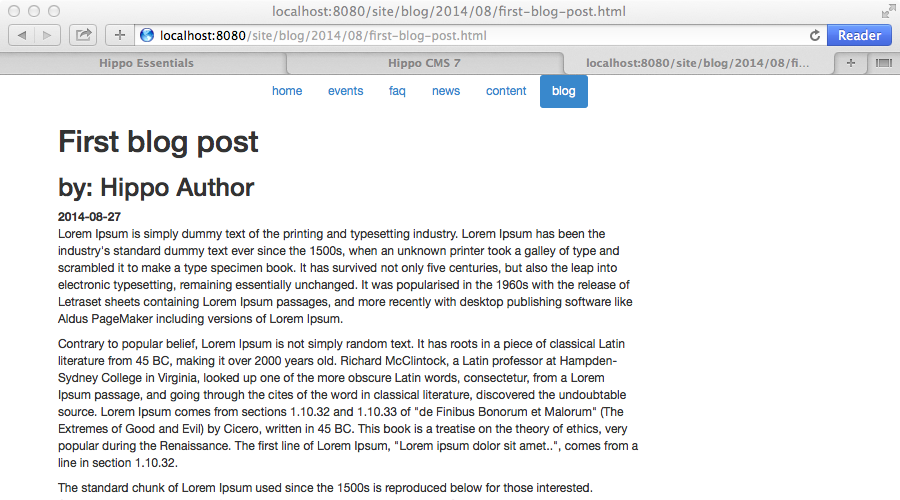 localhost:8080/site/blog/2014/08/first-blog-post.html
localhost:8080/site/blog/2014/08/first-blog-post.html
Reader
Hippo Essentials
Hippo CMS 7
localhost:8080/site/blog/2014/08/fi...
home
events
faq
news
content
blog
First blog post
by: Hippo Author
2014-08-27
Lorem Ipsum is simply dummy text of the printing and typesetting industry. Lorem Ipsum has been the
industry's standard dummy text ever since the 1500s, when an unknown printer took a galley of type and
scrambled it to make a type specimen book. It has survived not only five centuries, but also the leap into
electronic typesetting, remaining essentially unchanged. It was popularised in the 1960s with the release of
Letraset sheets containing Lorem Ipsum passages, and more recently with desktop publishing software like
Aldus PageMaker including versions of Lorem Ipsum.
Contrary to popular belief, Lorem Ipsum is not simply random text. It has roots in a piece of classical Latin
literature from 45 BC, making it over 2000 years old. Richard McClintock, a Latin professor at Hampden-
Sydney College in Virginia, looked up one of the more obscure Latin words, consectetur, from a Lorem
Ipsum passage, and going through the cites of the word in classical literature, discovered the undoubtable
source. Lorem Ipsum comes from sections 1.10.32 and 1.10.33 of "de Finibus Bonorum et Malorum" (The
Extremes of Good and Evil) by Cicero, written in 45 BC. This book is a treatise on the theory of ethics, very
popular during the Renaissance. The first line of Lorem Ipsum, "Lorem ipsum dolor sit amet..", comes from a
line in section 1.10.32.
The standard chunk of Lorem Ipsum used since the 1500s is reproduced below for those interested.